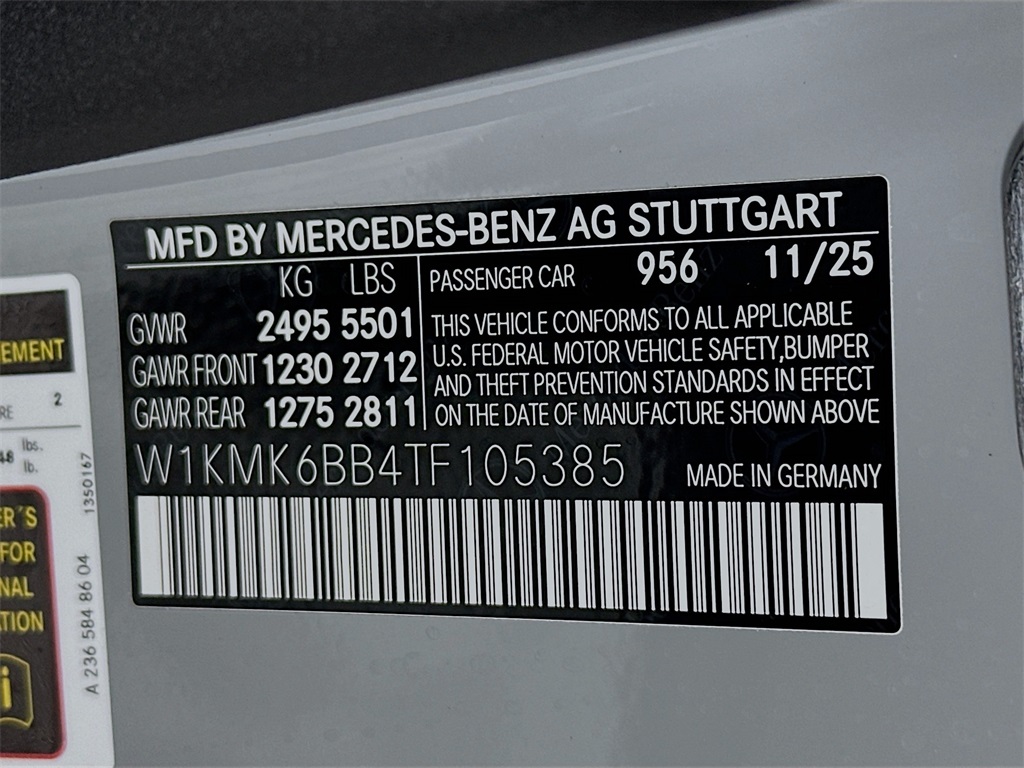 MFD BY MERCEDES-BENZ AG STUTTGART
KG LBS
GVWR 2495 5501
GAWR FRONT 1230 2712
GAWR REAR 1275 2811
PASSENGER CAR 956 11/25
THIS VEHICLE CONFORMS TO ALL APPLICABLE
U.S. FEDERAL MOTOR VEHICLE SAFETY,BUMPER
AND THEFT PREVENTION STANDARDS IN EFFECT
ON THE DATE OF MANUFACTURE SHOWN ABOVE
W1KMK6BB4TF105385
MADE IN GERMANY
2
lbs.
lb.
FOR
1350167
A 236 584 86 04